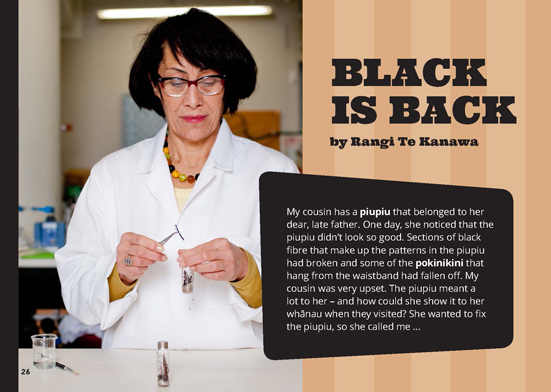 BLACK
IS BACK
by Rangi Te Kanawa
My cousin has a piupiu that belonged to her
dear, late father. One day, she noticed that the
piupiu didn't look so good. Sections of black
fibre that make up the patterns in the piupiu
had broken and some of the pokinikini that
hang from the waistband had fallen off. My
cousin was very upset. The piupiu meant a
lot to her – and how could she show it to her
whānau when they visited? She wanted to fix
the piupiu, so she called me ...
26